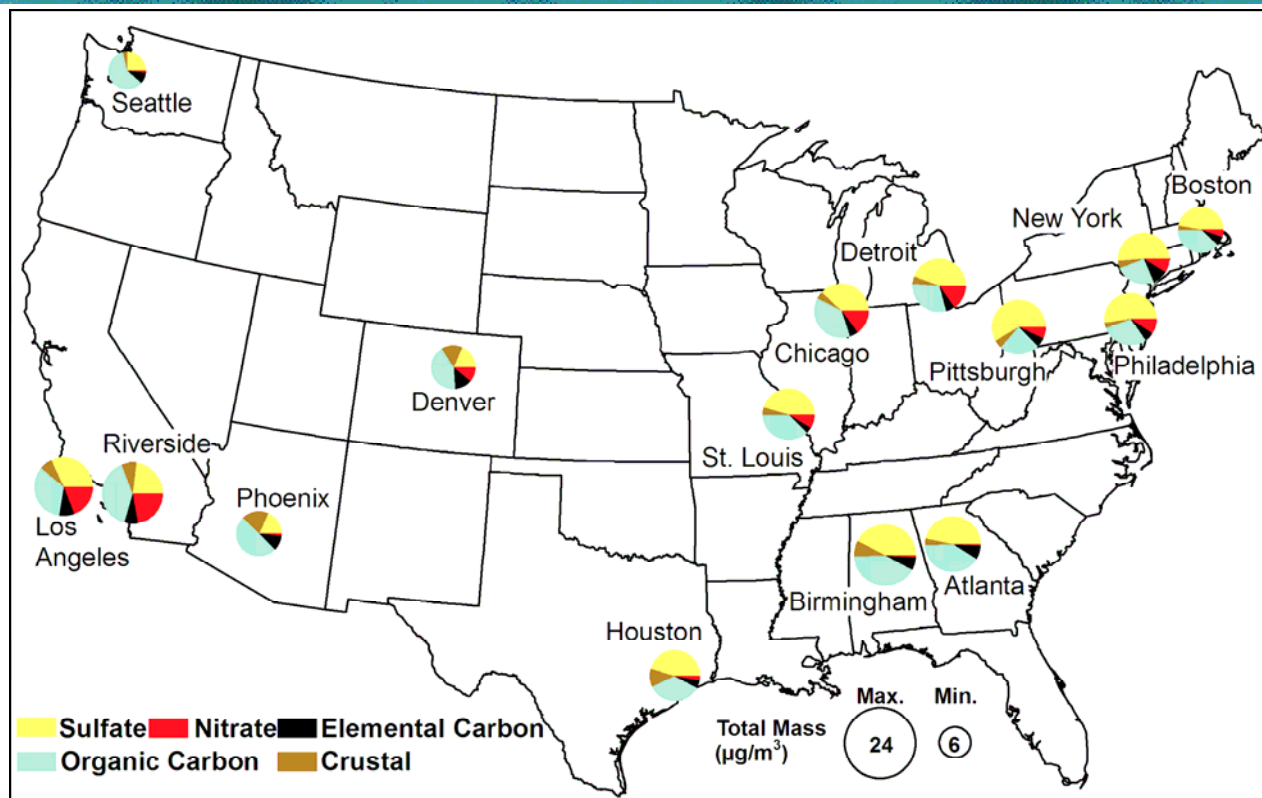 Seattle
Boston
New York
Detroit
Chicago
Pittsburgh
Philadelphia
Denver
St. Louis
Riverside
Los
Angeles
Phoenix
Birmingham
Atlanta
Houston
Sulfate Nitrate Elemental Carbon
Organic Carbon Crustal
Total Mass
(µg/m³)
Max. Min.
24 6